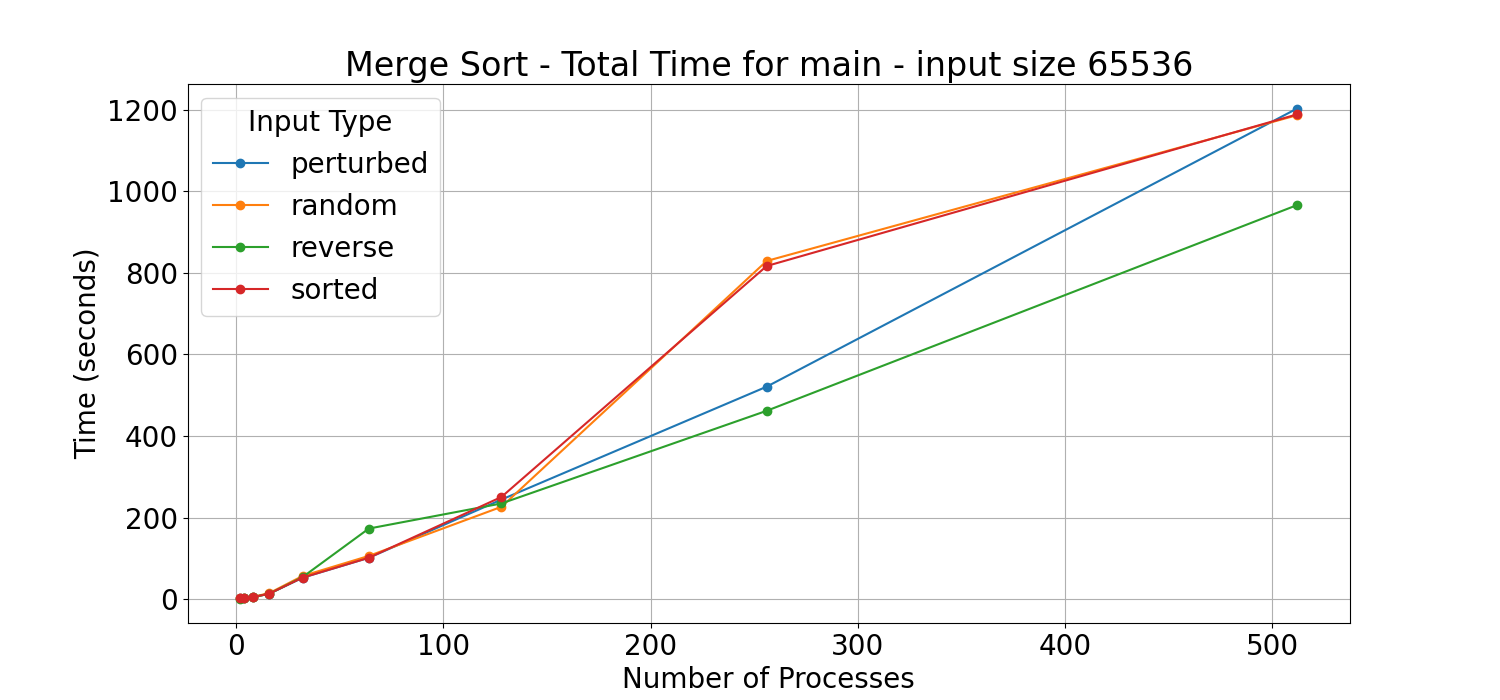 Merge Sort - Total Time for main - input size 65536
Input Type
perturbed
random
reverse
sorted
Time (seconds)
1200
1000
800
600
400
200
0
0 100 200 300 400 500
Number of Processes